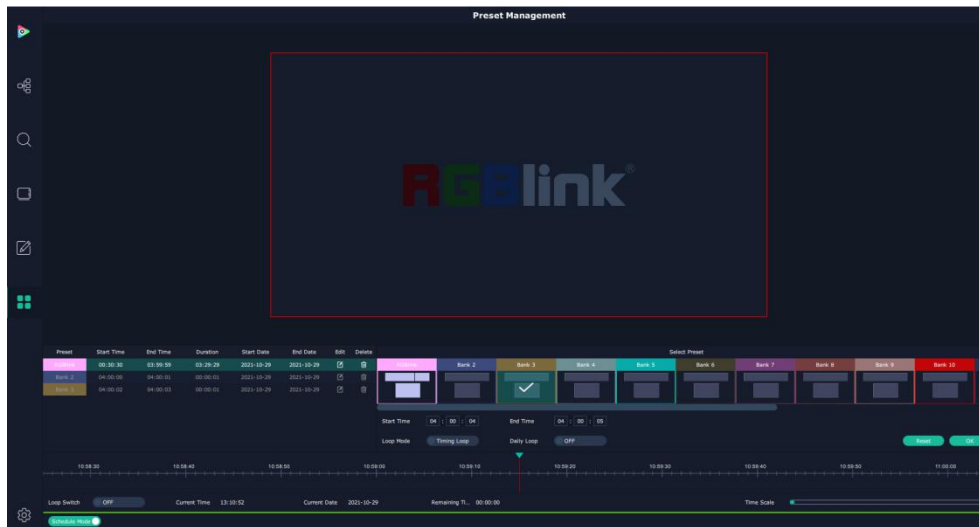 Preset Management
RGBlink®
Preset Start Time End Time Duration Start Date End Date Edit Delete Select Preset
00:30:30 03:59:59 03:29:29 2021-10-29 2021-10-29
Bank 2 04:00:00 04:00:01 00:00:01 2021-10-29 2021-10-29
Bank 3 04:00:02 04:00:03 00:00:01 2021-10-29 2021-10-29
Bank 2 Bank 3 Bank 4 Bank 5 Bank 6 Bank 7 Bank 8 Bank 9 Bank 10
Start Time 04 : 00 : 04 End Time 04 : 00 : 05
Loop Mode Timing Loop Daily Loop OFF Reset OK
10:58:30 10:58:40 10:58:50 10:59:00 10:59:10 10:59:20 10:59:30 10:59:40 10:59:50 11:00:00
Loop Switch OFF Current Time 13:10:52 Current Date 2021-10-29 Remaining Ti... 00:00:00 Time Scale
Schedule Mode